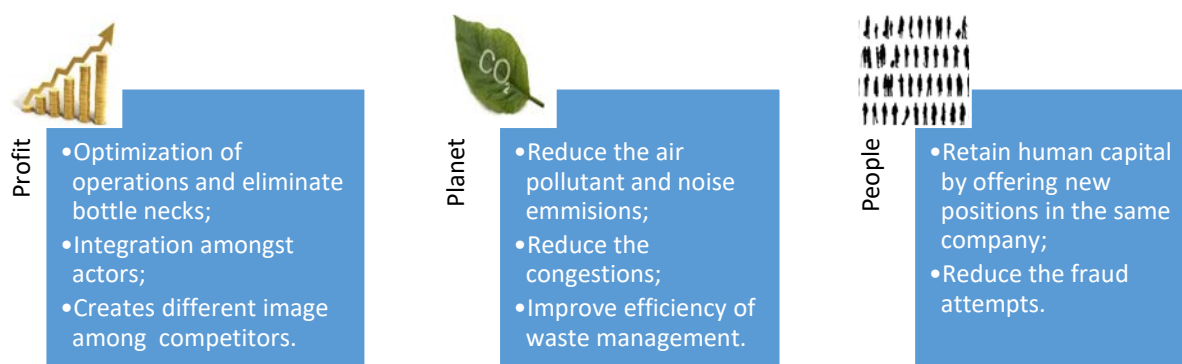 Profit
•Optimization of
operations and eliminate
bottle necks;
•Integration amongst
actors;
•Creates different image
among competitors.
CO2
Planet
•Reduce the air
pollutant and noise
emmisions;
•Reduce the
congestions;
•Improve efficiency of
waste management.
People
•Retain human capital
by offering new
positions in the same
company;
•Reduce the fraud
attempts.